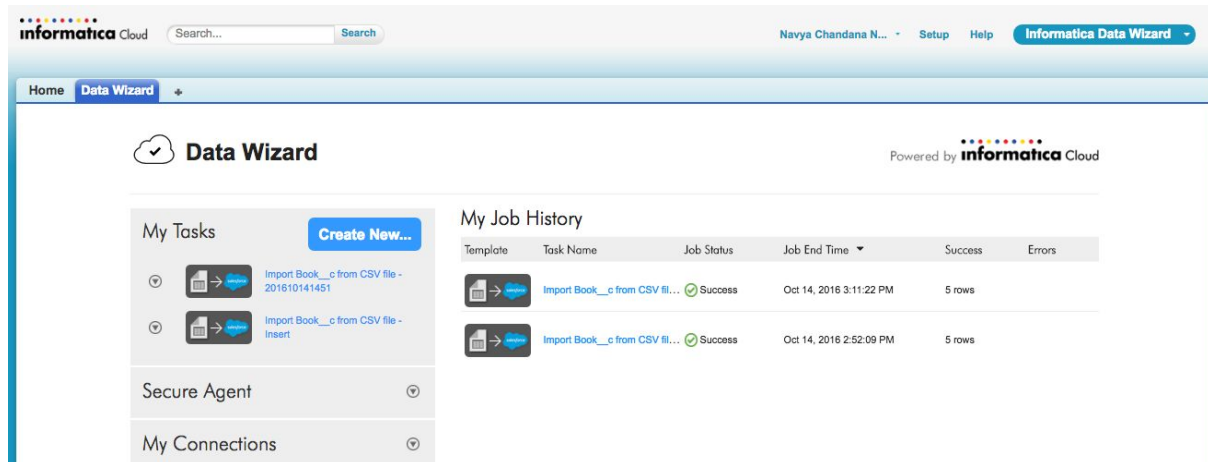 informatica Cloud Search... Search Navya Chandana N... Setup Help Informatica Data Wizard
Home Data Wizard +
Data Wizard
Powered by informatica Cloud
My Tasks Create New...
Import Book__c from CSV file -
201610141451
Import Book__c from CSV file -
Insert
Secure Agent
My Connections
My Job History
Template Task Name Job Status Job End Time Success Errors
Import Book__c from CSV fil... Success Oct 14, 2016 3:11:22 PM 5 rows
Import Book__c from CSV fil... Success Oct 14, 2016 2:52:09 PM 5 rows